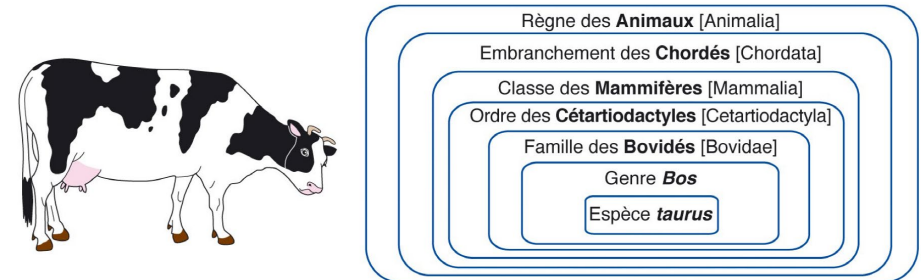 Règne des Animaux [Animalia]
Embranchement des Chordés [Chordata]
Classe des Mammifères [Mammalia]
Ordre des Cétartiodactyles [Cetartiodactyla]
Famille des Bovidés [Bovidae]
Genre Bos
Espèce taurus